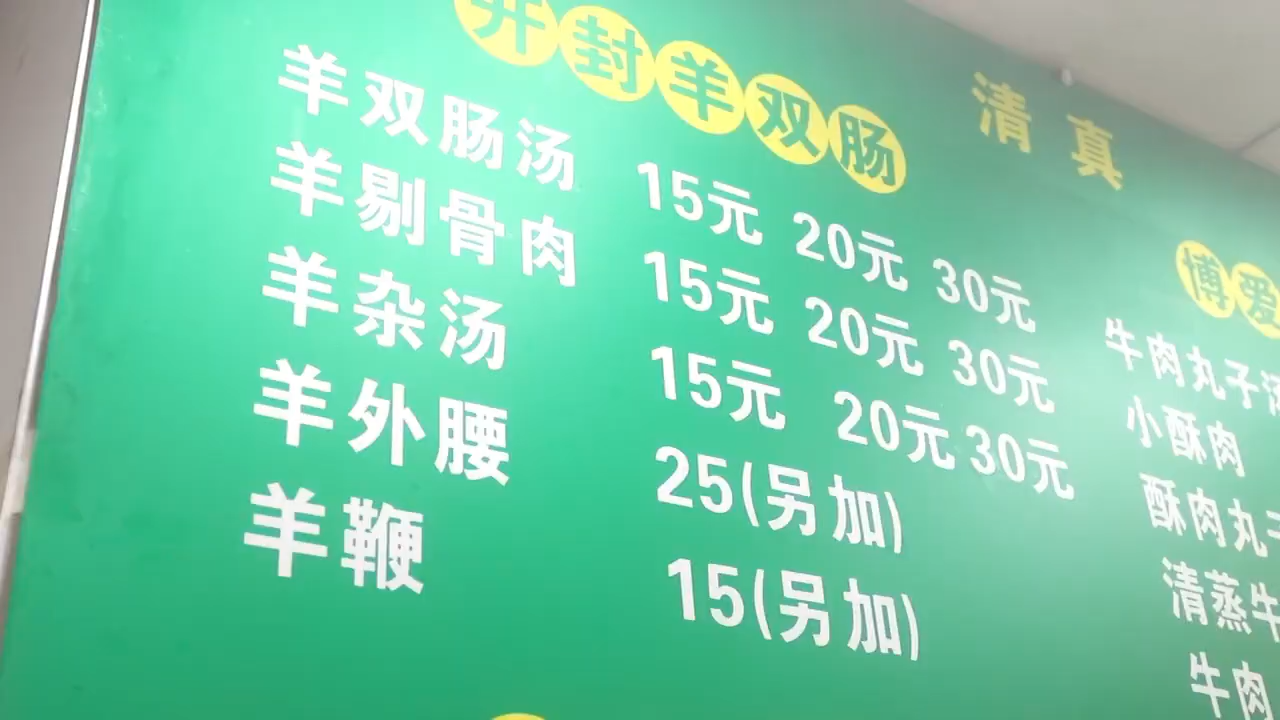 开封羊双肠
清真
羊双肠汤 15元 20元 30元
羊剔骨肉 15元 20元 30元
羊杂汤 15元 20元 30元
羊外腰 25(另加)
羊鞭 15(另加)
博爱
牛肉丸子汤
小酥肉
酥肉丸子
清蒸牛
牛肉